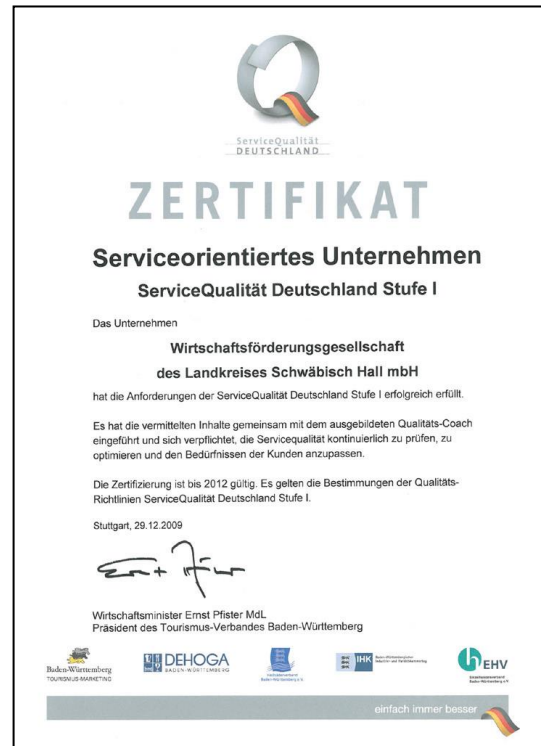 ServiceQualität
DEUTSCHLAND
ZERTIFIKAT
Serviceorientiertes Unternehmen
ServiceQualität Deutschland Stufe I
Das Unternehmen
Wirtschaftsförderungsgesellschaft
des Landkreises Schwäbisch Hall mbH
hat die Anforderungen der ServiceQualität Deutschland Stufe I erfolgreich erfüllt.
Es hat die vermittelten Inhalte gemeinsam mit dem ausgebildeten Qualitäts-Coach
eingeführt und sich verpflichtet, die Servicequalität kontinuierlich zu prüfen, zu
optimieren und den Bedürfnissen der Kunden anzupassen.
Die Zertifizierung ist bis 2012 gültig. Es gelten die Bestimmungen der Qualitäts-
Richtlinien ServiceQualität Deutschland Stufe I.
Stuttgart, 29.12.2009
Wirtschaftsminister Ernst Pfister MdL
Präsident des Tourismus-Verbandes Baden-Württemberg
Baden-Württemberg
TOURISMUS-MARKETING
DEHOGA
BADEN-WÜRTTEMBERG
IHK
EHV
einfach immer besser